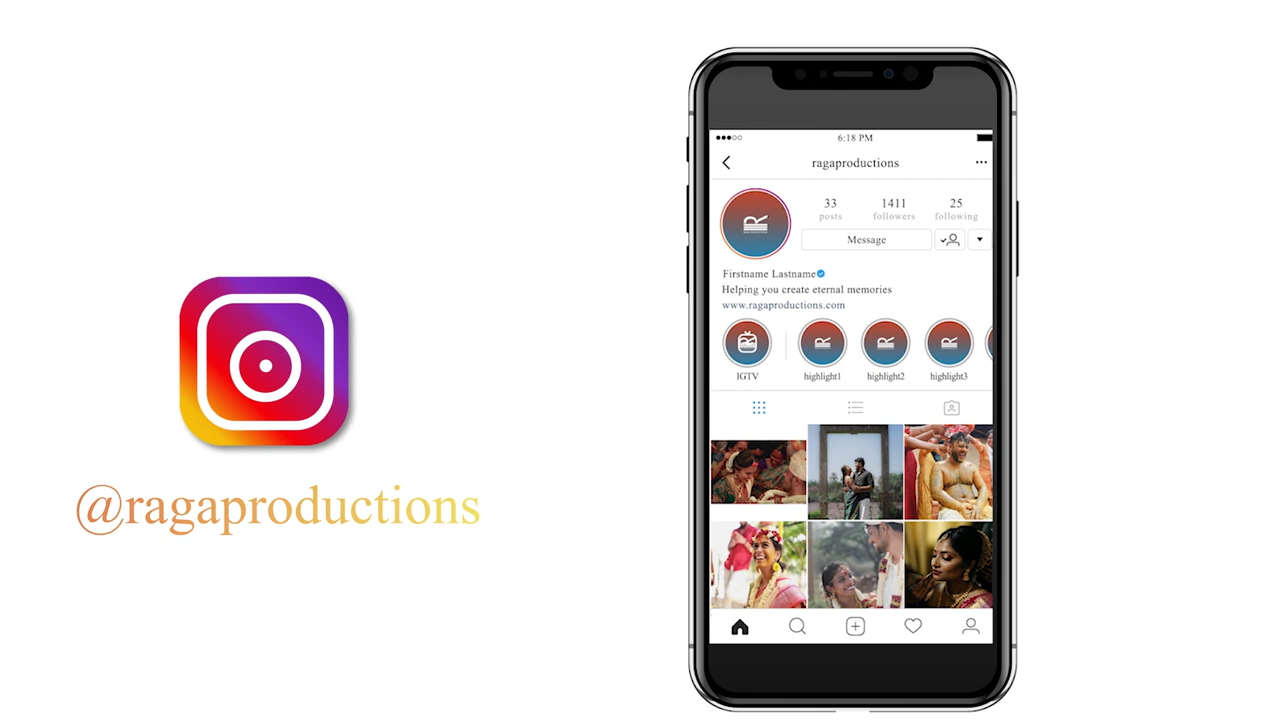 @ragaproductions
6:18 PM
ragaproductions
33 1411 25
posts followers following
Message
Firstname Lastname
Helping you create eternal memories
www.ragaproductions.com
IGTV highlight1 highlight2 highlight3